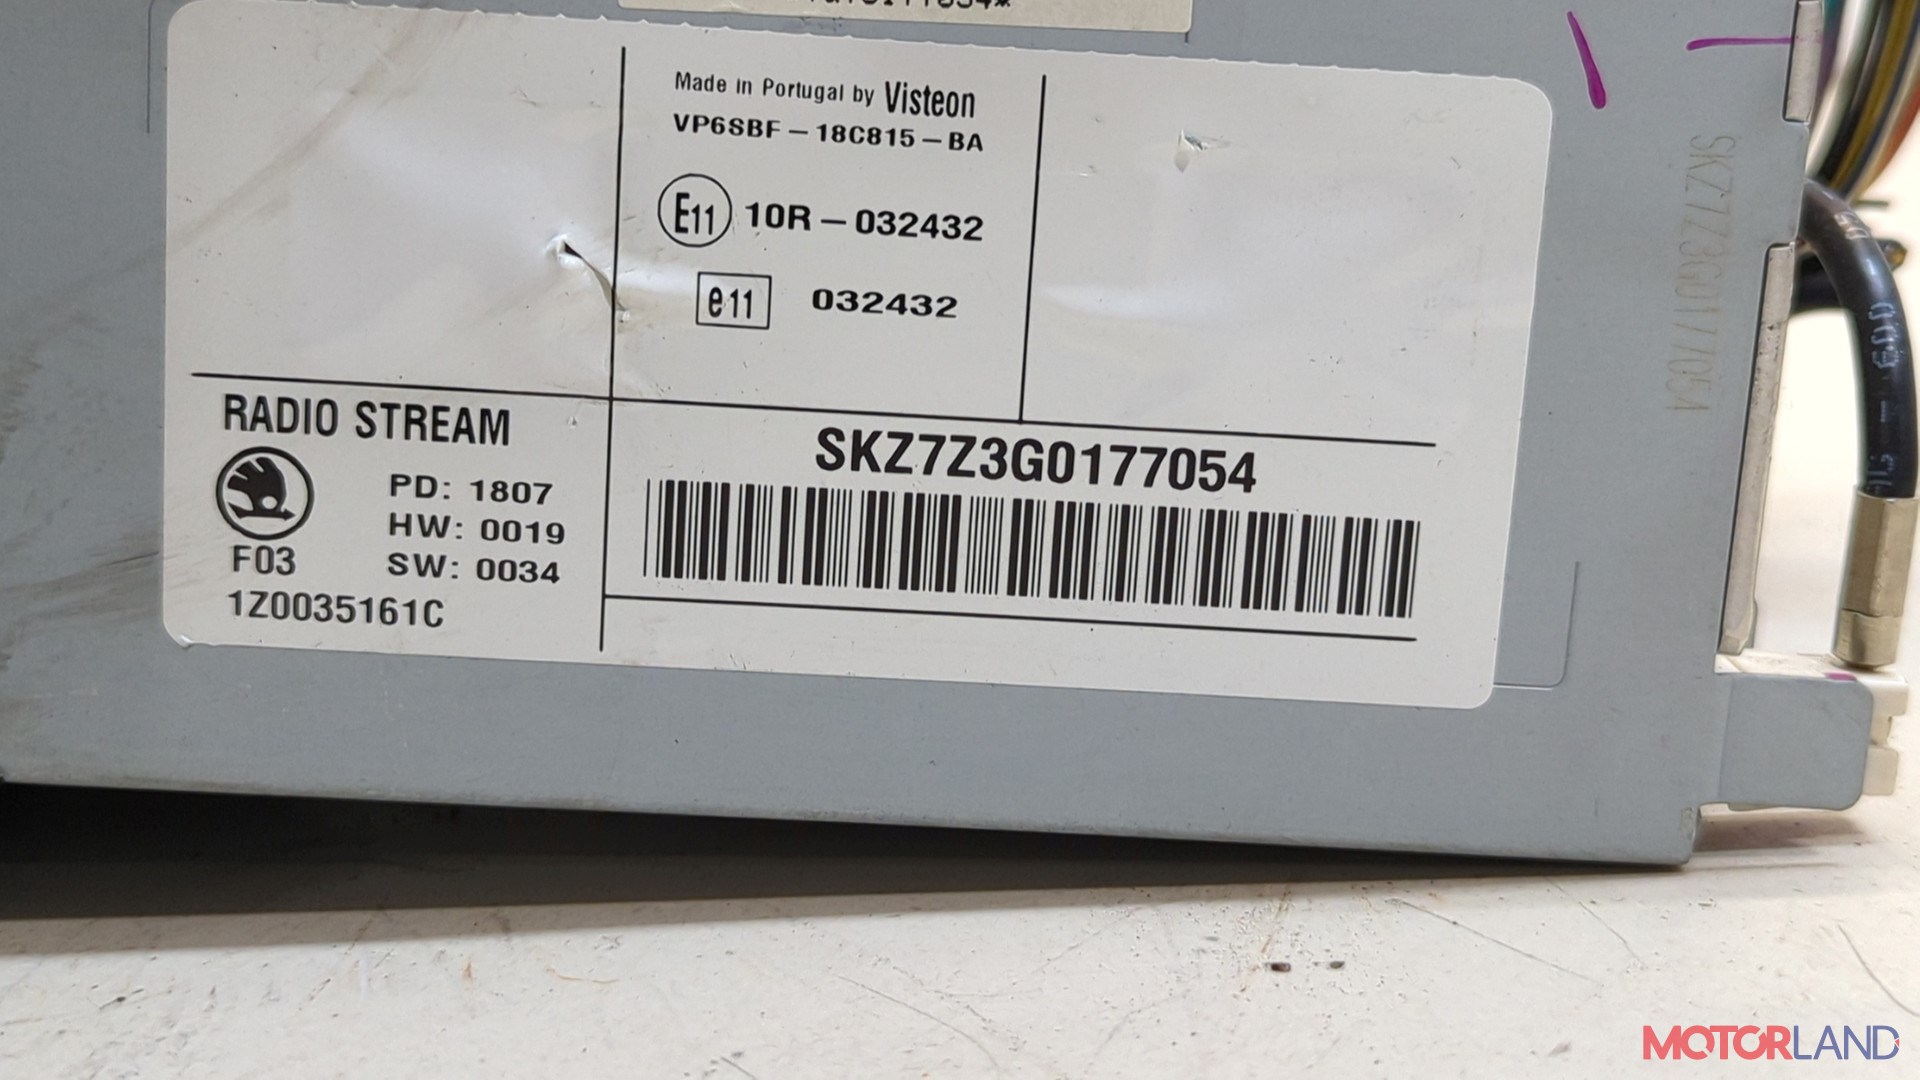 Made in Portugal by Visteon
VP6SBF-18C815-BA
E11 10R-032432
e11 032432
RADIO STREAM
PD: 1807
HW: 0019
F03
SW: 0034
1Z0035161C
SKZ7Z3G0177054
SKZ7Z3G0177054
MOTORLAND